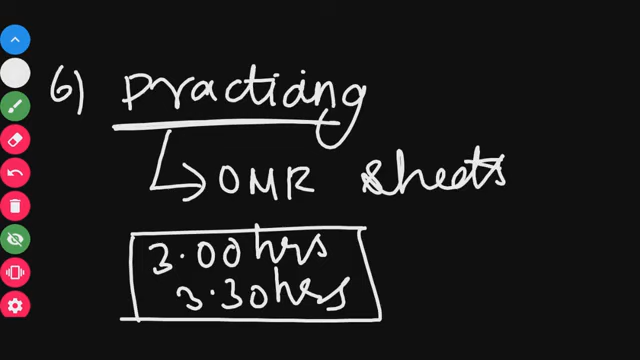 6) Practicing
OMR sheets
3.00 hrs
3.30 hrs